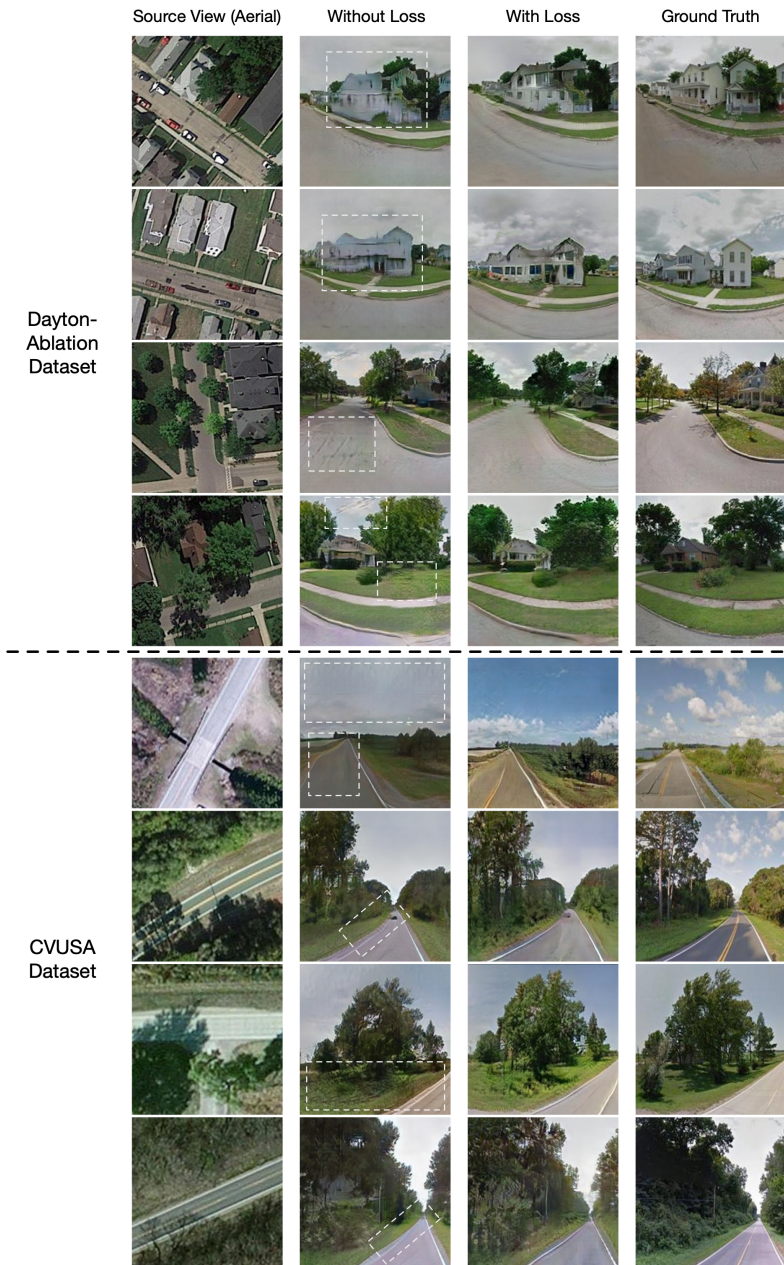 Source View (Aerial) Without Loss With Loss Ground Truth
Dayton-
Ablation
Dataset
CVUSA
Dataset